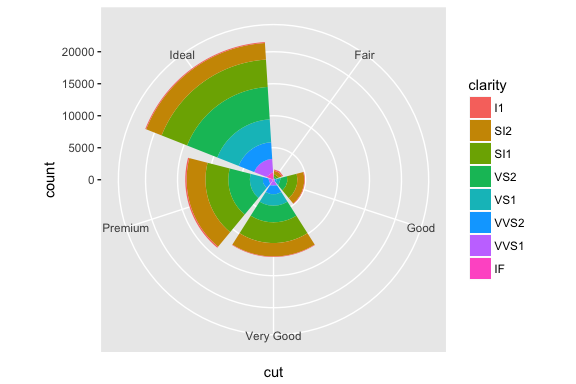 Ideal
Fair
20000
15000
10000
5000
0
count
Premium
Good
Very Good
cut
clarity
I1
SI2
SI1
VS2
VS1
VVS2
VVS1
IF